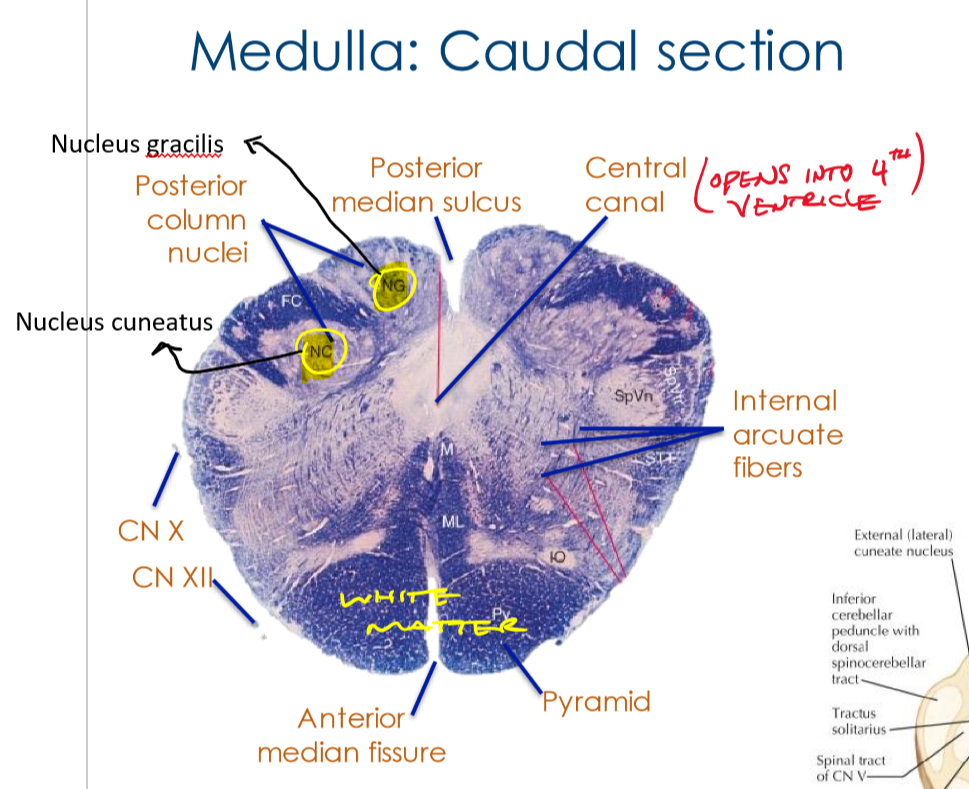 Medulla: Caudal section
Nucleus gracilis
Posterior
column
nuclei
Posterior
median sulcus
Central
canal
(OPENS INTO 4TH
VENTRICLE)
NG
FC
Nucleus cuneatus
NC
SpVn
SpVt
Internal
arcuate
fibers
STT
M
ML
IO
CN X
CN XII
WHITE
MATTER
Py
Pyramid
Anterior
median fissure
External (lateral)
cuneate nucleus
Inferior
cerebellar
peduncle with
dorsal
spinocerebellar
tract
Tractus
solitarius
Spinal tract
of CN V